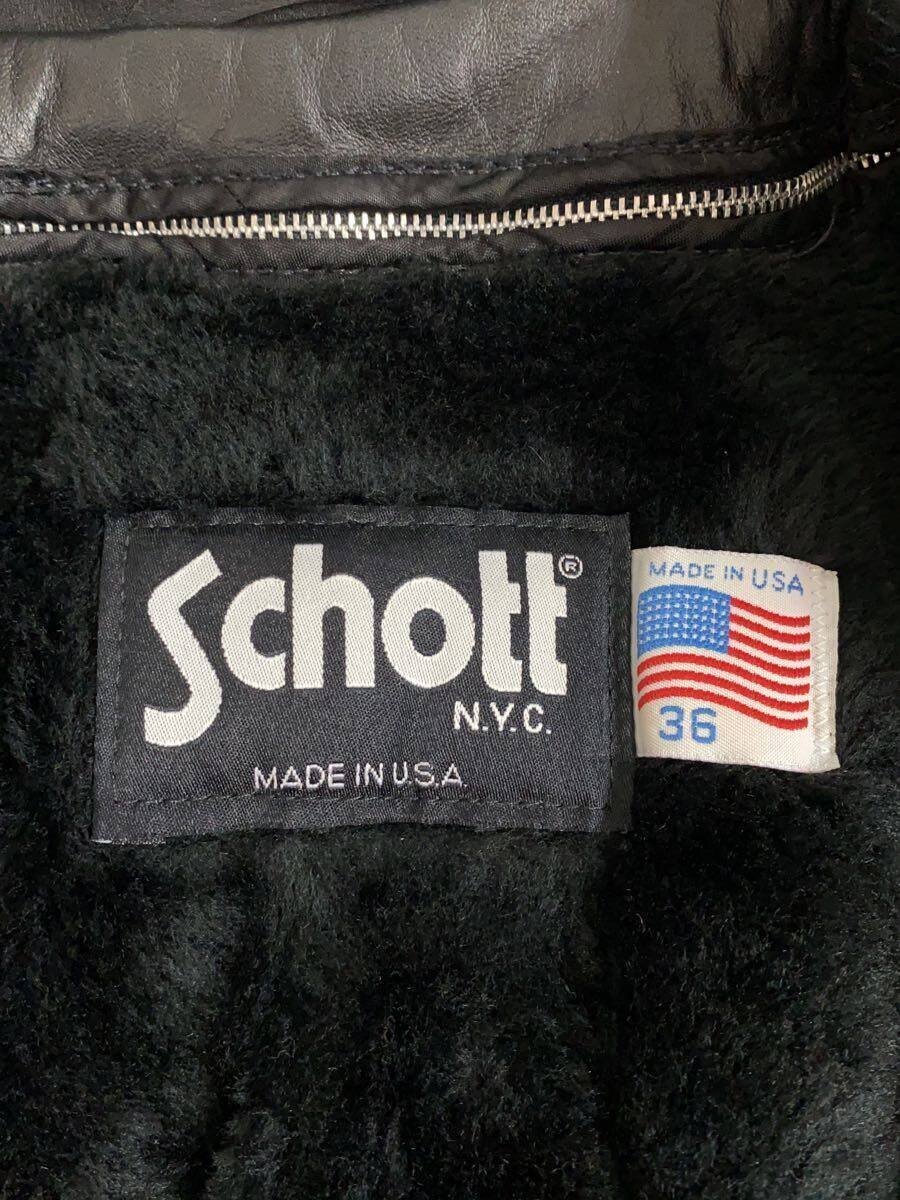 Schott®
N.Y.C.
MADE IN U.S.A.
MADE IN USA
36